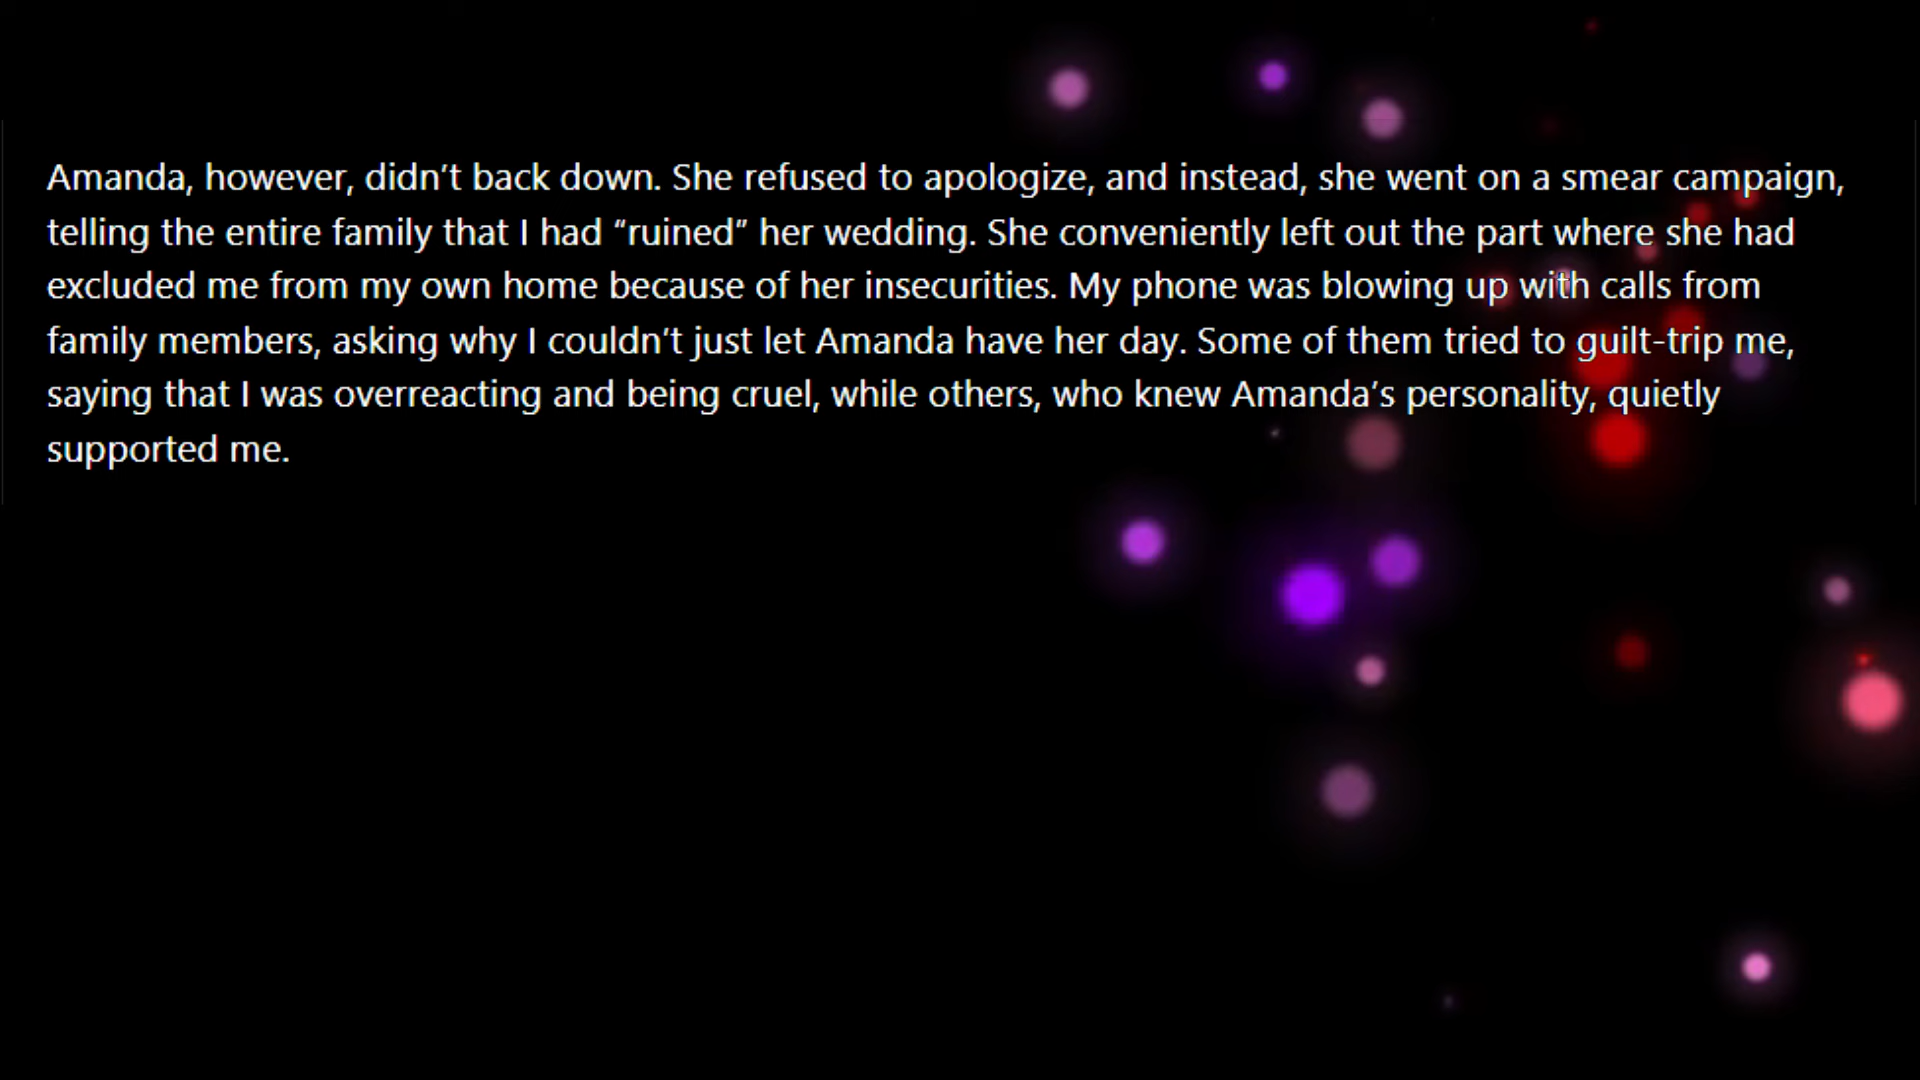 Amanda, however, didn’t back down. She refused to apologize, and instead, she went on a smear campaign,
telling the entire family that I had “ruined” her wedding. She conveniently left out the part where she had
excluded me from my own home because of her insecurities. My phone was blowing up with calls from
family members, asking why I couldn’t just let Amanda have her day. Some of them tried to guilt-trip me,
saying that I was overreacting and being cruel, while others, who knew Amanda’s personality, quietly
supported me.